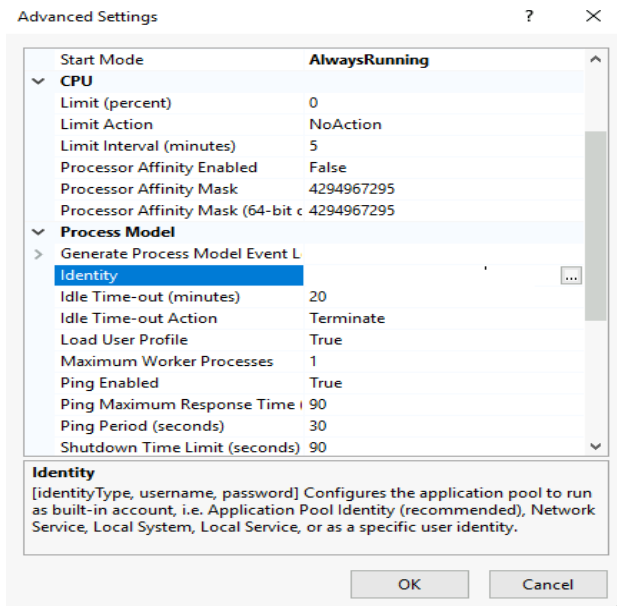 Advanced Settings ? ×
Start Mode AlwaysRunning
CPU
Limit (percent) 0
Limit Action NoAction
Limit Interval (minutes) 5
Processor Affinity Enabled False
Processor Affinity Mask 4294967295
Processor Affinity Mask (64-bit c 4294967295
Process Model
Generate Process Model Event L
Identity ...
Idle Time-out (minutes) 20
Idle Time-out Action Terminate
Load User Profile True
Maximum Worker Processes 1
Ping Enabled True
Ping Maximum Response Time ( 90
Ping Period (seconds) 30
Shutdown Time Limit (seconds) 90
Identity
[identityType, username, password] Configures the application pool to run
as built-in account, i.e. Application Pool Identity (recommended), Network
Service, Local System, Local Service, or as a specific user identity.
OK Cancel